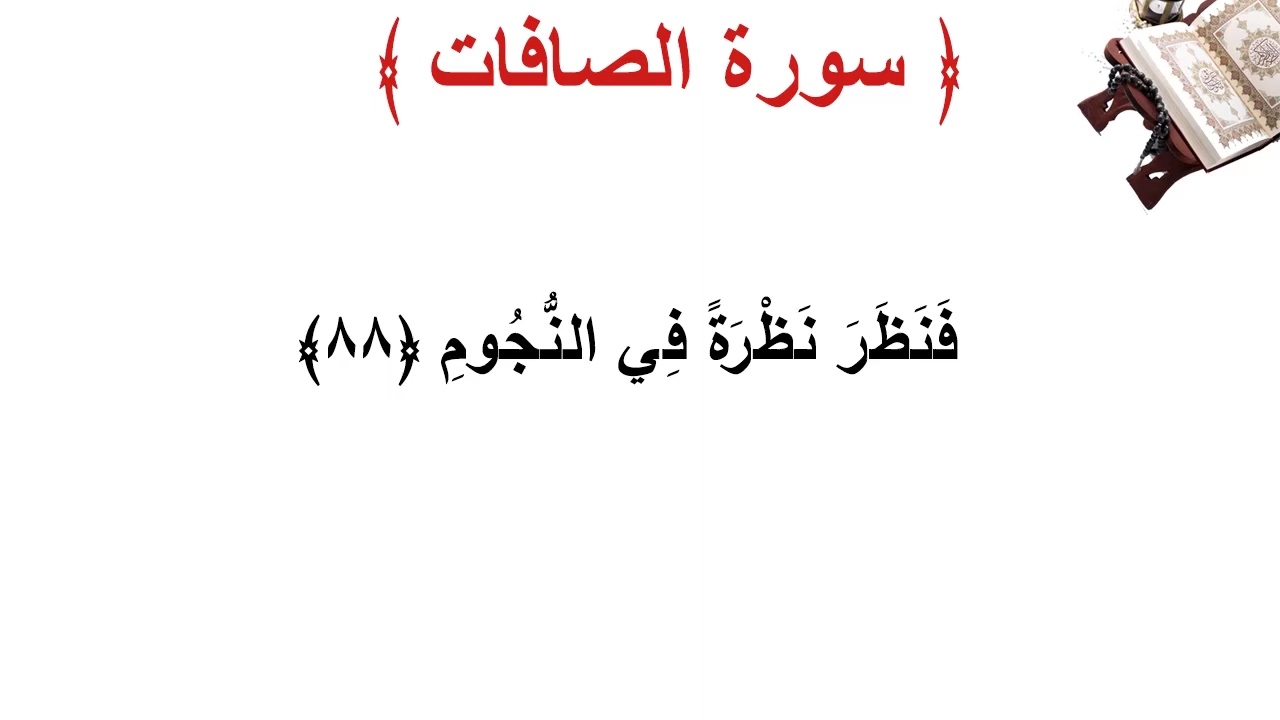 ﴿ سورة الصافات ﴾
فَنَظَرَ نَظْرَةً فِي النُّجُومِ ﴿٨٨﴾